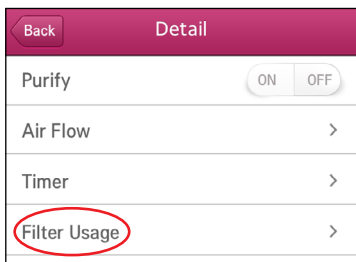 Back Detail
Purify ON OFF
Air Flow
Timer
Filter Usage